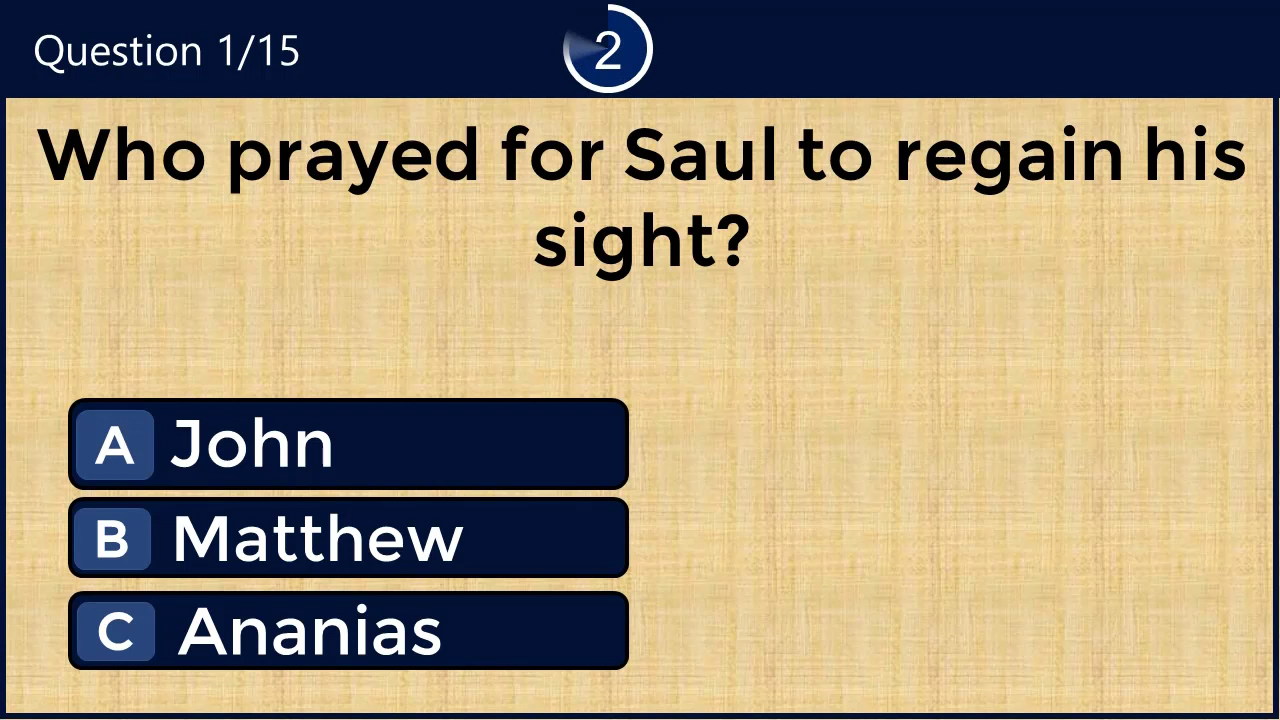 Question 1/15
2
Who prayed for Saul to regain his
sight?
A John
B Matthew
C Ananias